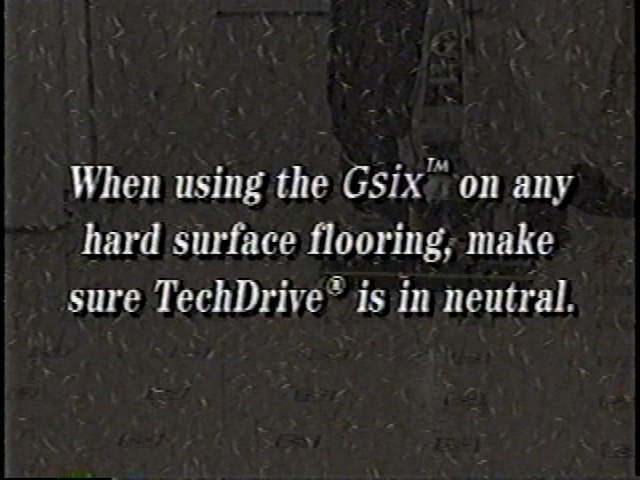 When using the Gsix™ on any
hard surface flooring, make
sure TechDrive® is in neutral.